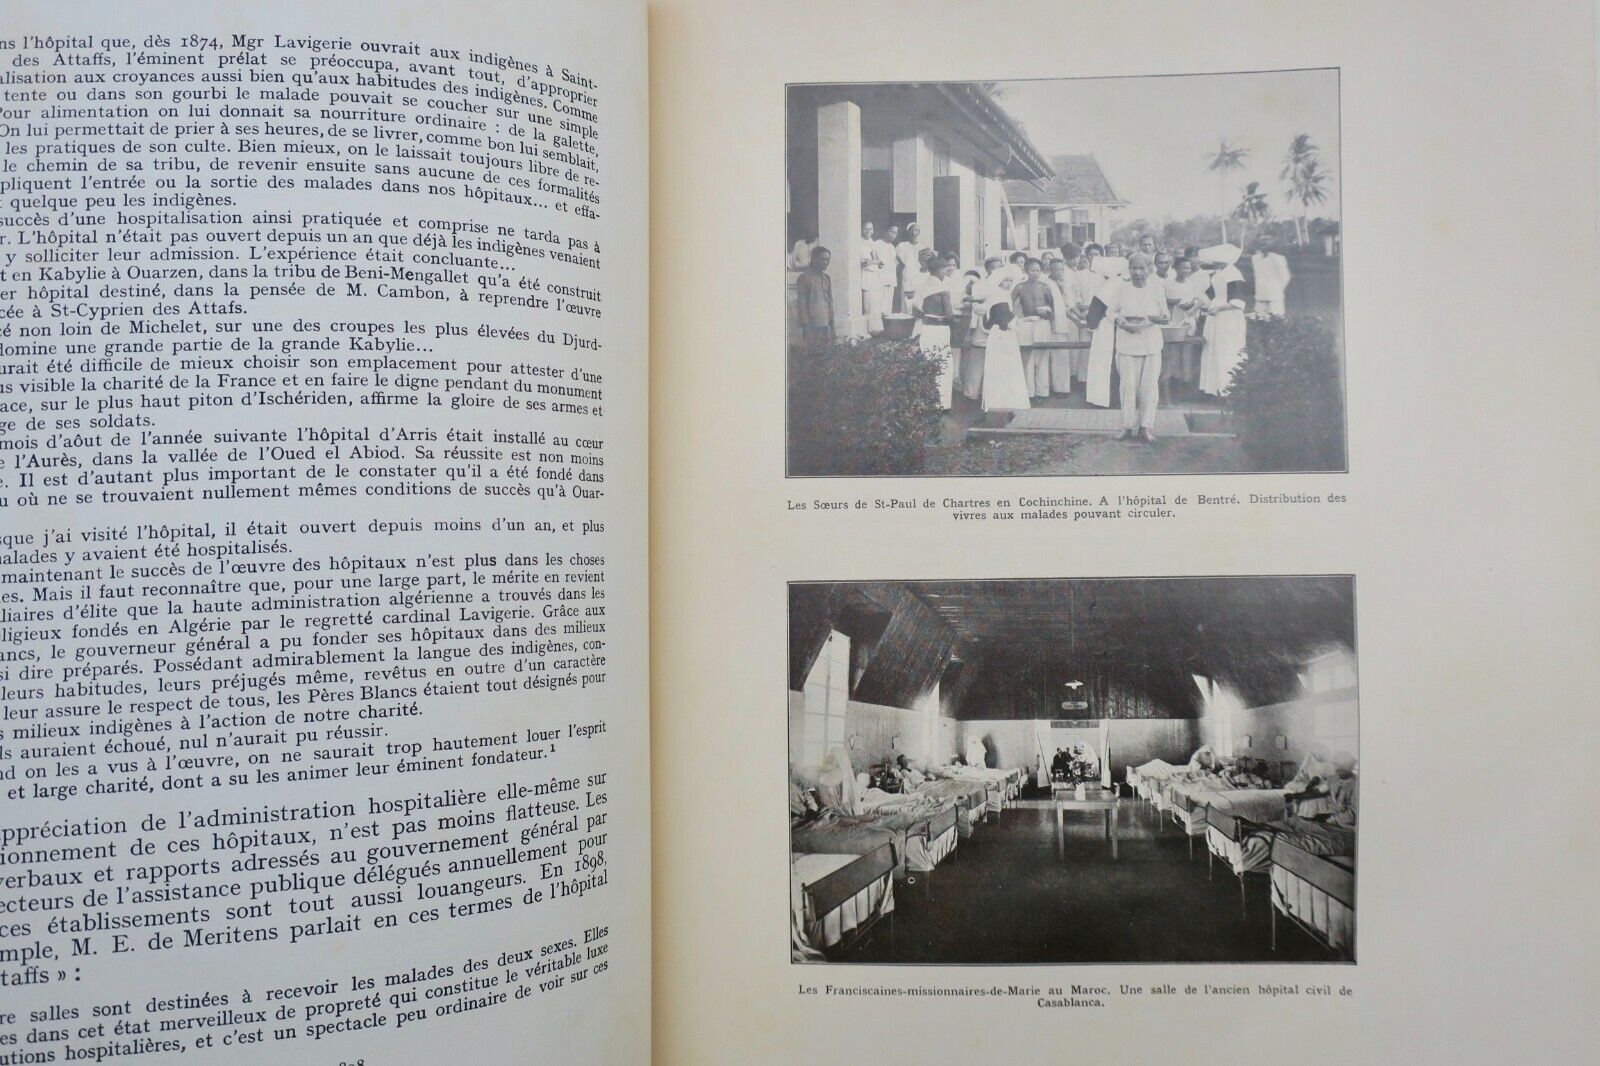 l'hôpital que, dès 1874, Mgr Lavigerie ouvrait aux indigènes à Saint-
des Attaffs, l'éminent prélat se préoccupa, avant tout, d'approprier
alisation aux croyances aussi bien qu'aux habitudes des indigènes. Comme
tente ou dans son gourbi le malade pouvait se coucher sur une simple
Pour alimentation on lui donnait sa nourriture ordinaire : de la galette,
On lui permettait de prier à ses heures, de se livrer, comme bon lui semblait,
les pratiques de son culte. Bien mieux, on le laissait toujours libre de re-
le chemin de sa tribu, de revenir ensuite sans aucune de ces formalités
pliquent l'entrée ou la sortie des malades dans nos hôpitaux... et effa-
quelque peu les indigènes.
succès d'une hospitalisation ainsi pratiquée et comprise ne tarda pas à
r. L'hôpital n'était pas ouvert depuis un an que déjà les indigènes venaient
y solliciter leur admission. L'expérience était concluante...
t en Kabylie à Ouarzen, dans la tribu de Beni-Mengallet qu'a été construit
er hôpital destiné, dans la pensée de M. Cambon, à reprendre l'œuvre
cée à St-Cyprien des Attafs.
é non loin de Michelet, sur une des croupes les plus élevées du Djurd-
domine une grande partie de la grande Kabylie...
urait été difficile de mieux choisir son emplacement pour attester d'une
us visible la charité de la France et en faire le digne pendant du monument
ace, sur le plus haut piton d'Ischériden, affirme la gloire de ses armes et
ge de ses soldats.
mois d'aôut de l'année suivante l'hôpital d'Arris était installé au cœur
e l'Aurès, dans la vallée de l'Oued el Abiod. Sa réussite est non moins
e. Il est d'autant plus important de le constater qu'il a été fondé dans
u où ne se trouvaient nullement mêmes conditions de succès qu'à Ouar-
sque j'ai visité l'hôpital, il était ouvert depuis moins d'un an, et plus
malades y avaient été hospitalisés.
maintenant le succès de l'œuvre des hôpitaux n'est plus dans les choses
es. Mais il faut reconnaître que, pour une large part, le mérite en revient
liaires d'élite que la haute administration algérienne a trouvés dans les
eligieux fondés en Algérie par le regretté cardinal Lavigerie. Grâce aux
ancs, le gouverneur général a pu fonder ses hôpitaux dans des milieux
si dire préparés. Possédant admirablement la langue des indigènes, con-
leurs habitudes, leurs préjugés même, revêtus en outre d'un caractère
leur assure le respect de tous, les Pères Blancs étaient tout désignés pour
s milieux indigènes à l'action de notre charité.
ls auraient échoué, nul n'aurait pu réussir.
nd on les a vus à l'œuvre, on ne saurait trop hautement louer l'esprit
et large charité, dont a su les animer leur éminent fondateur.¹
appréciation de l'administration hospitalière elle-même sur
ionnement de ces hôpitaux, n'est pas moins flatteuse. Les
verbaux et rapports adressés au gouvernement général par
ecteurs de l'assistance publique délégués annuellement pour
ces établissements sont tout aussi louangeurs. En 1898,
mple, M. E. de Meritens parlait en ces termes de l'hôpital
taffs » :
re salles sont destinées à recevoir les malades des deux sexes. Elles
es dans cet état merveilleux de propreté qui constitue le véritable luxe
utions hospitalières, et c'est un spectacle peu ordinaire de voir sur ces
Les Sœurs de St-Paul de Chartres en Cochinchine. A l'hôpital de Bentré. Distribution des
vivres aux malades pouvant circuler.
Les Franciscaines-missionnaires-de-Marie au Maroc. Une salle de l'ancien hôpital civil de
Casablanca.